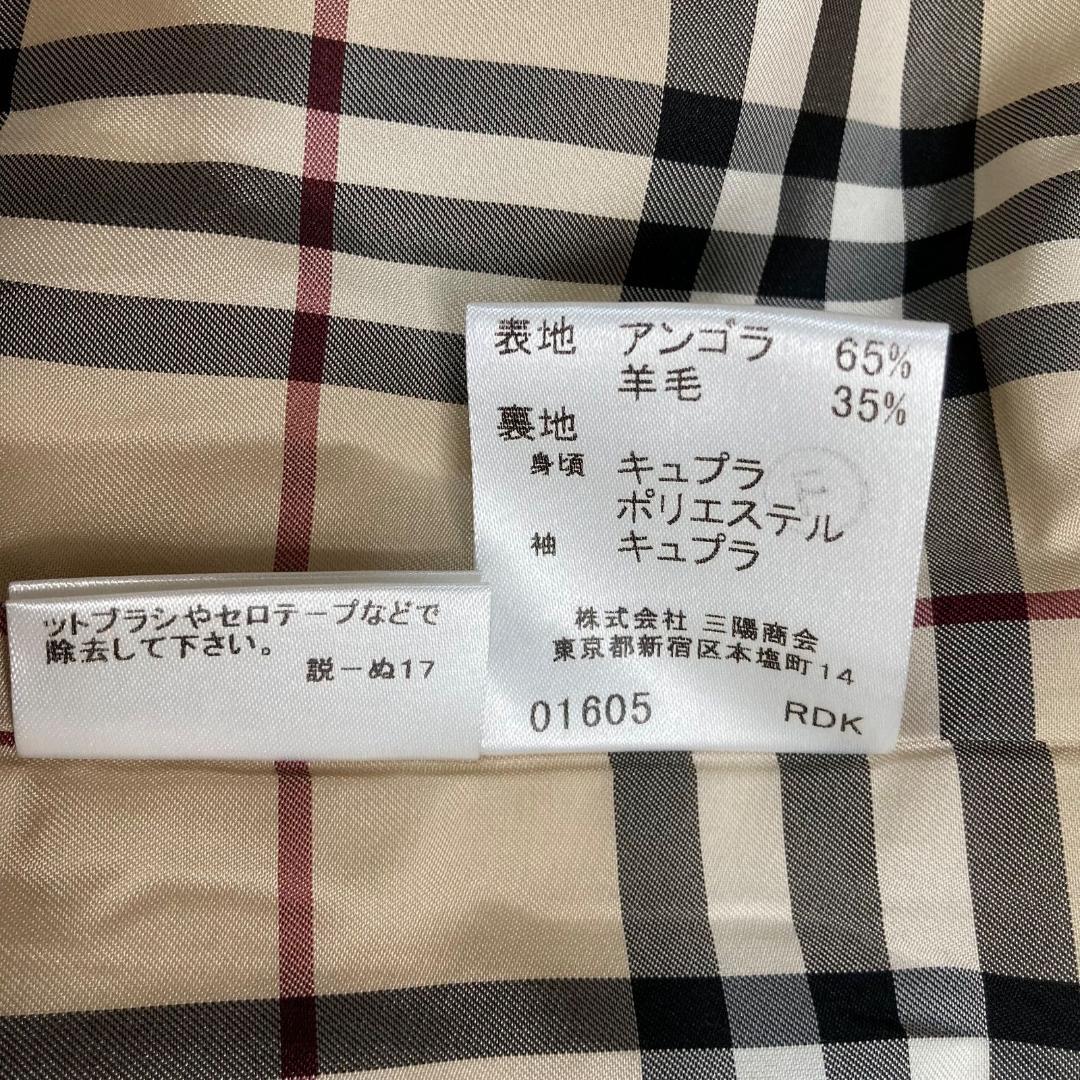 表地 アンゴラ 65%
羊毛 35%
裏地
身頃 キュプラ
ポリエステル
袖 キュプラ
株式会社 三陽商会
東京都新宿区本塩町14
01605 RDK
ットブラシやセロテープなどで
除去して下さい。
説ーぬ17